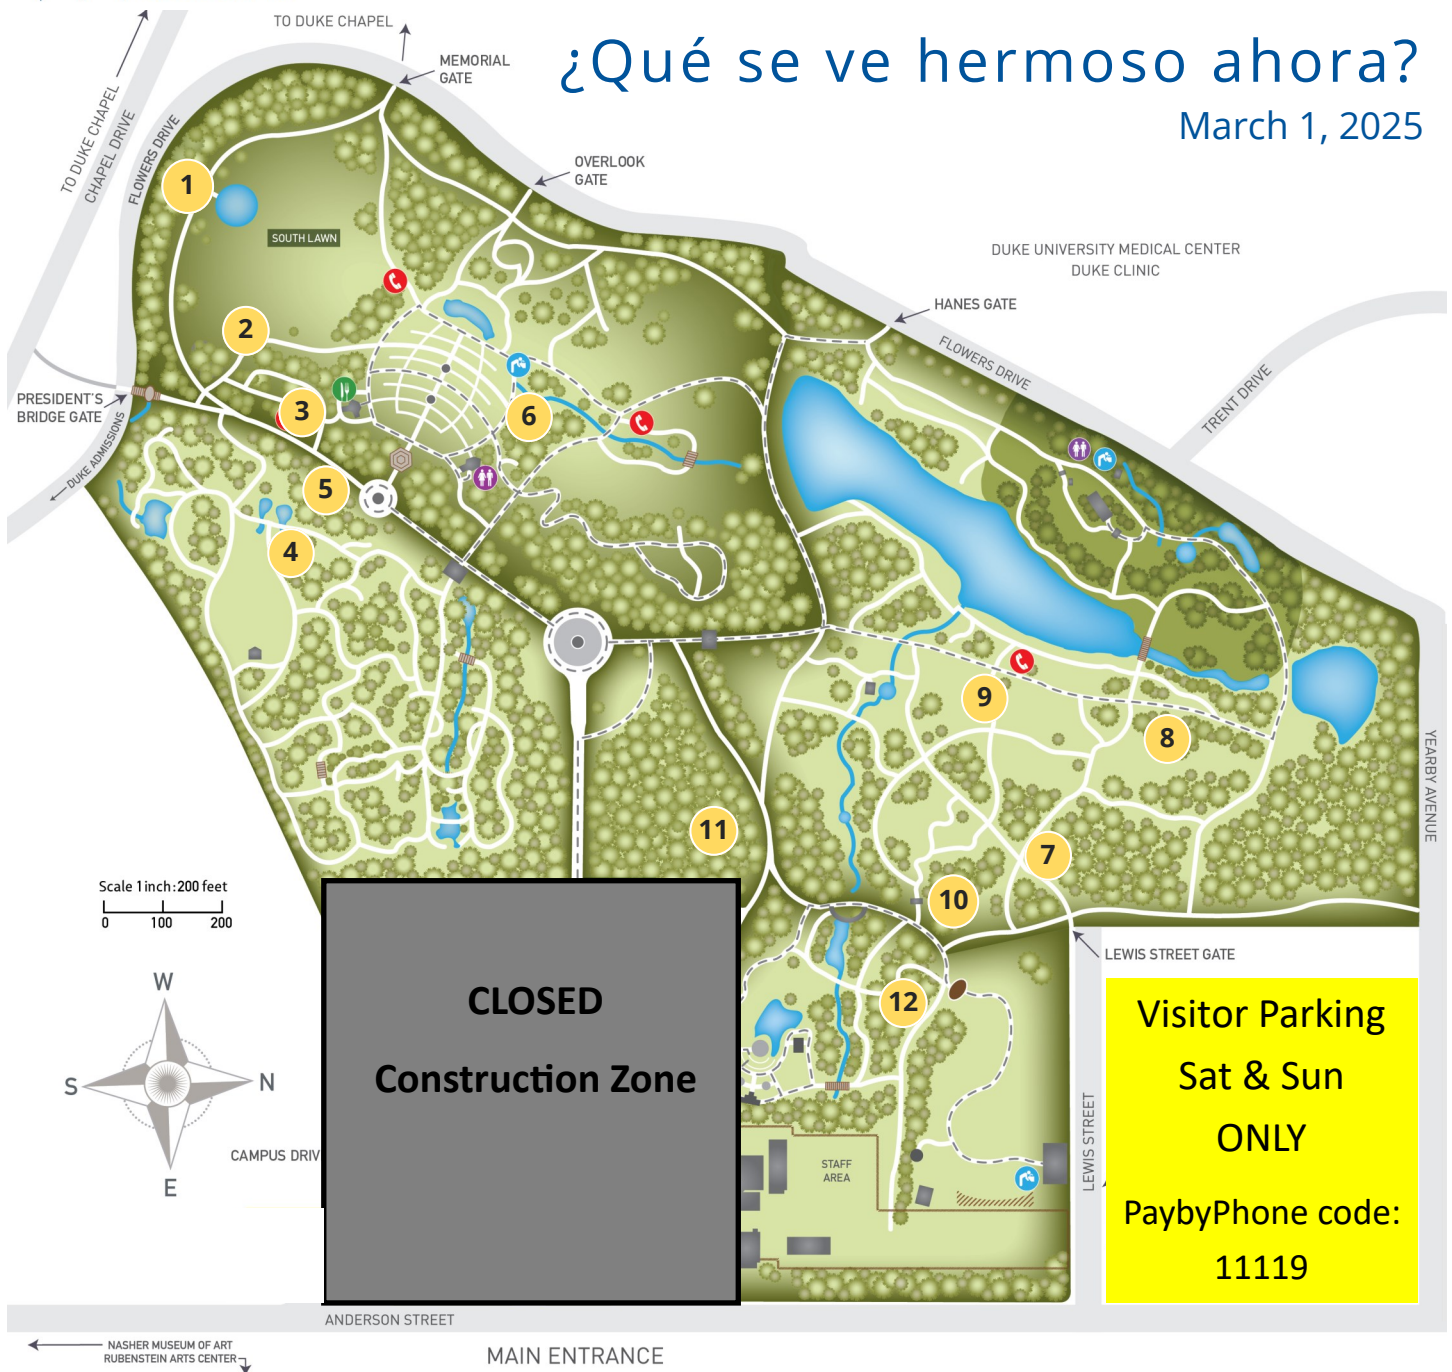 TO DUKE CHAPEL
¿Qué se ve hermoso ahora?
March 1, 2025
MEMORIAL
GATE
TO DUKE CHAPEL
CHAPEL DRIVE
FLOWERS DRIVE
OVERLOOK
GATE
1
SOUTH LAWN
DUKE UNIVERSITY MEDICAL CENTER
DUKE CLINIC
HANES GATE
FLOWERS DRIVE
TRENT DRIVE
2
PRESIDENT'S
BRIDGE GATE
DUKE ADMISSIONS
3
6
5
4
9
8
YEARBY AVENUE
11
7
10
Scale 1 inch: 200 feet
0 100 200
LEWIS STREET GATE
W
S N
E
CLOSED
Construction Zone
12
Visitor Parking
Sat & Sun
ONLY
PaybyPhone code:
11119
LEWIS STREET
CAMPUS DRIV
STAFF
AREA
ANDERSON STREET
NASHER MUSEUM OF ART
RUBENSTEIN ARTS CENTER
MAIN ENTRANCE